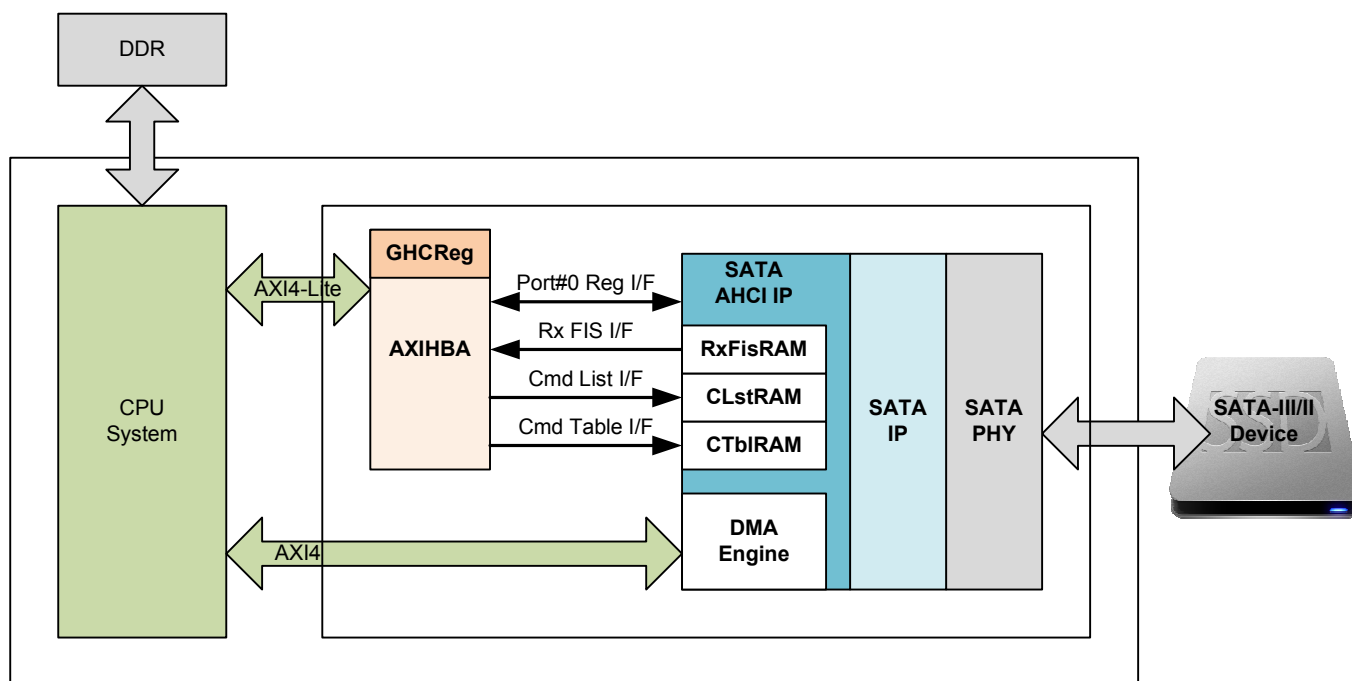 DDR
CPU
System
AXI4-Lite
GHCReg
AXIHBA
Port#0 Reg I/F
Rx FIS I/F
Cmd List I/F
Cmd Table I/F
SATA
AHCI IP
RxFisRAM
CLstRAM
CTblRAM
DMA
Engine
SATA
IP
SATA
PHY
SSD
SATA-III/II
Device
AXI4